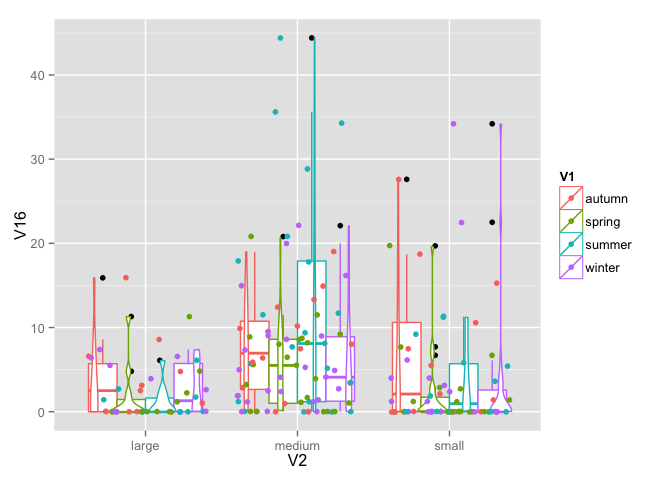 V16
40
30
20
10
0
large
medium
small
V2
V1
autumn
spring
summer
winter